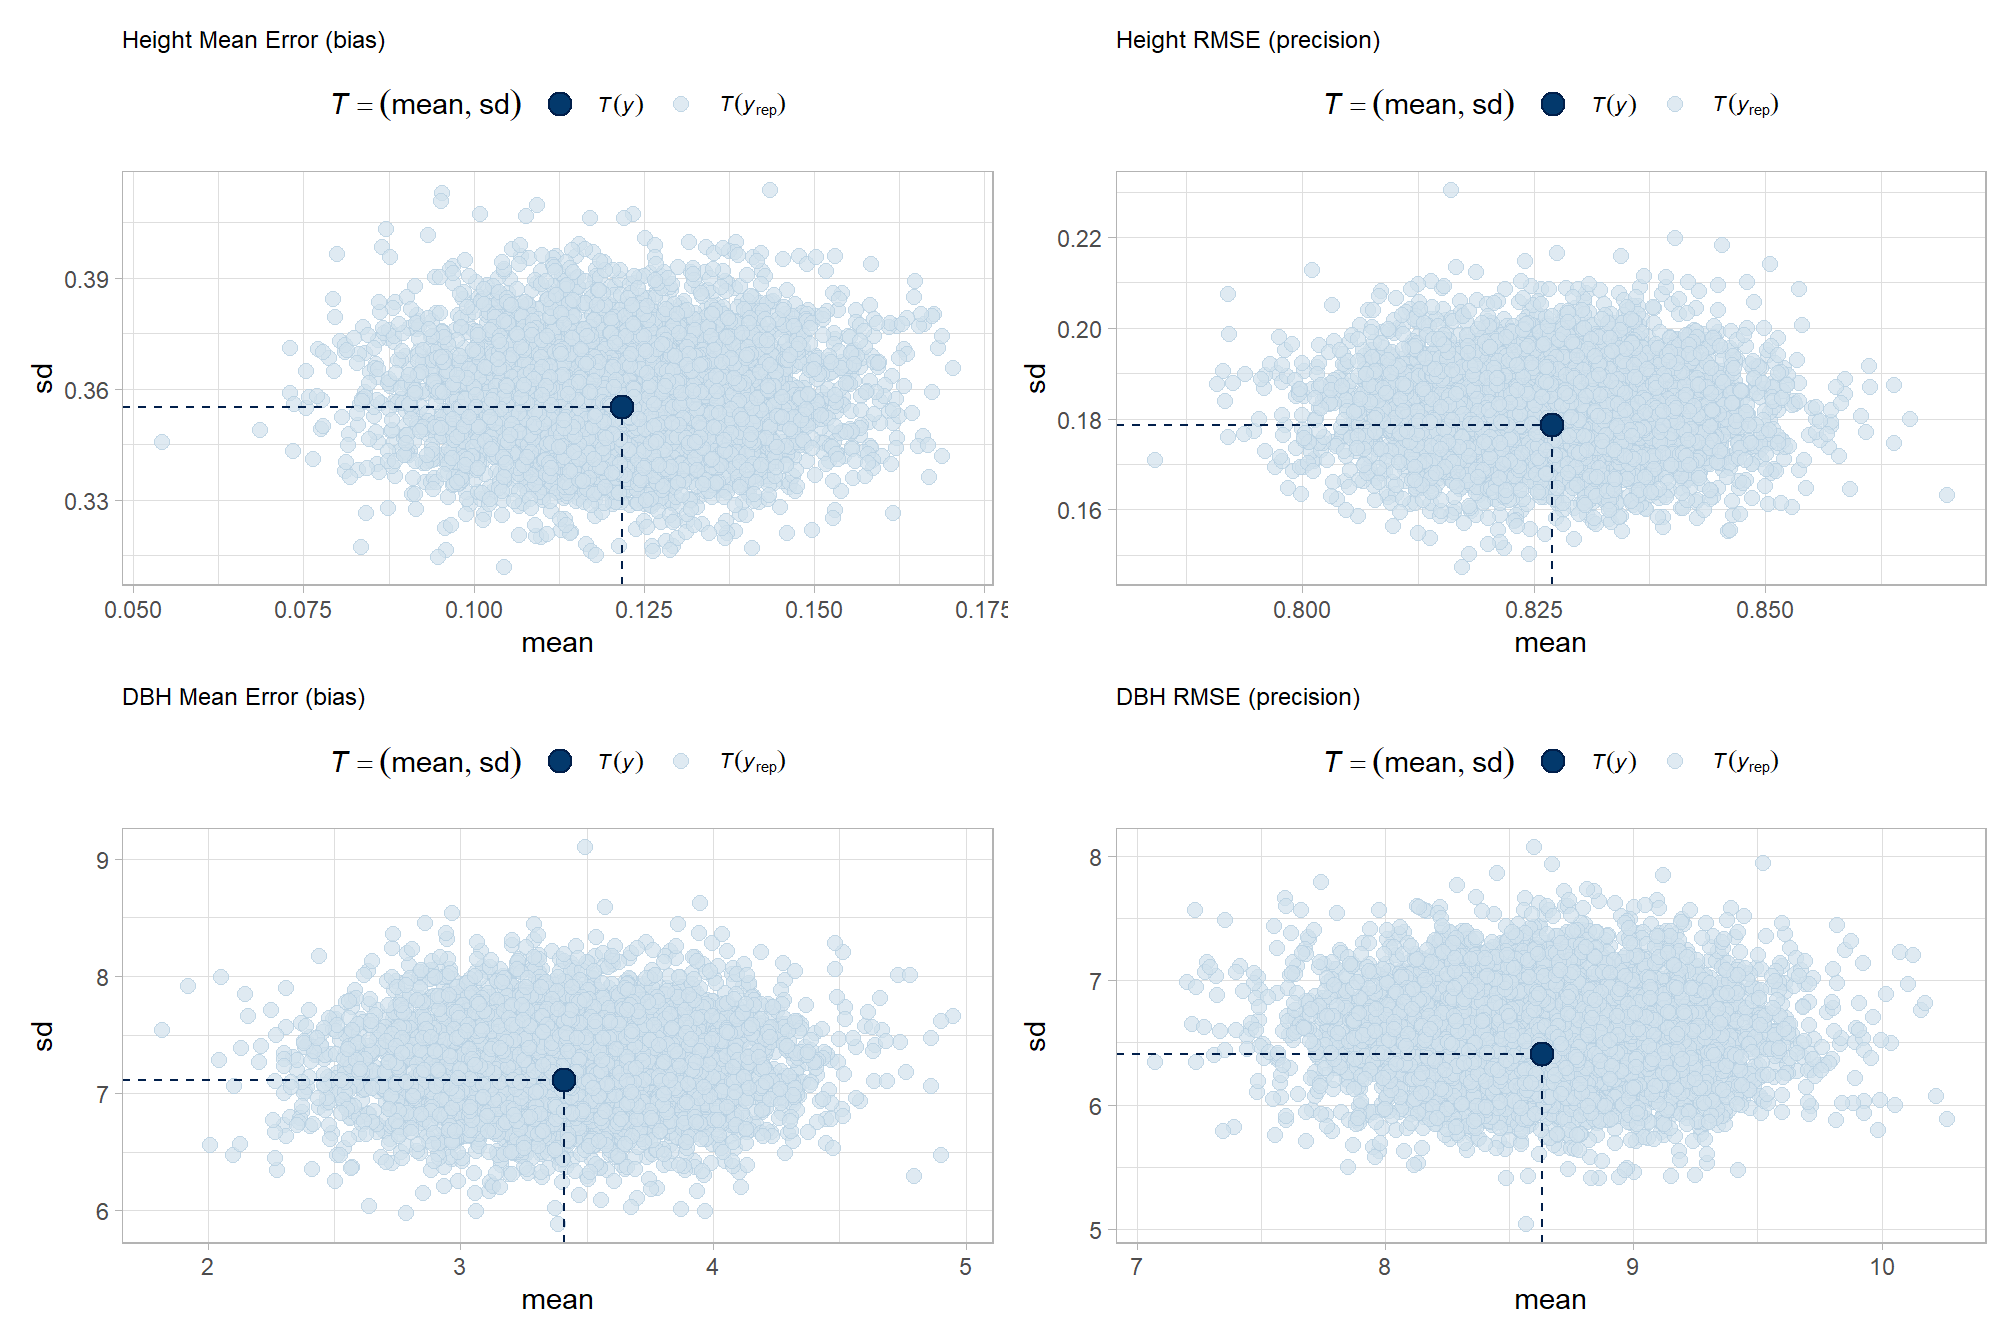 Height Mean Error (bias)
T = (mean, sd) T(y) T(yrep)
sd
0.39
0.36
0.33
0.050 0.075 0.100 0.125 0.150 0.175
mean
Height RMSE (precision)
T = (mean, sd) T(y) T(yrep)
sd
0.22
0.20
0.18
0.16
0.800 0.825 0.850
mean
DBH Mean Error (bias)
T = (mean, sd) T(y) T(yrep)
sd
9
8
7
6
2 3 4 5
mean
DBH RMSE (precision)
T = (mean, sd) T(y) T(yrep)
sd
8
7
6
5
7 8 9 10
mean